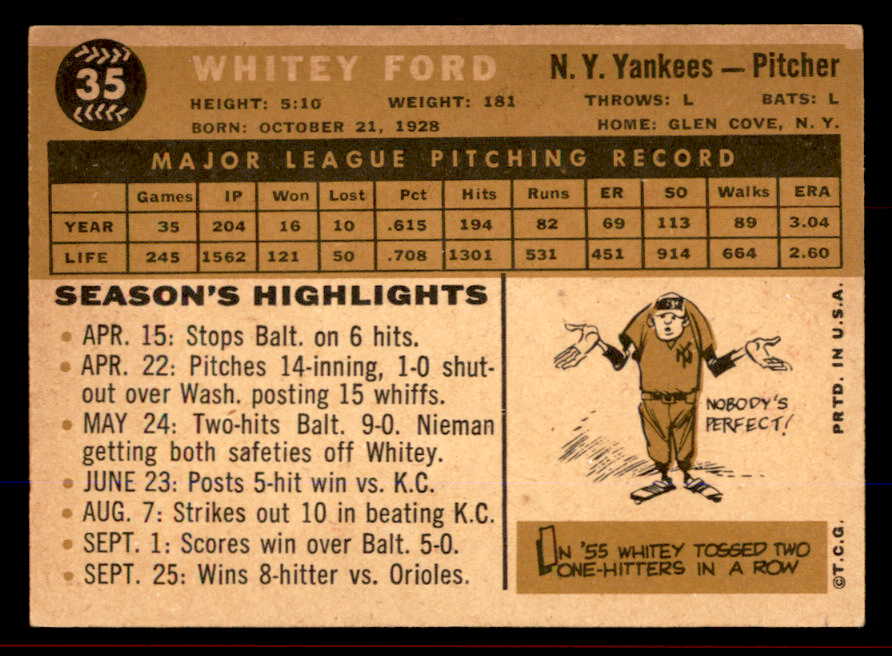 35
WHITEY FORD
N. Y. Yankees — Pitcher
HEIGHT: 5:10 WEIGHT: 181 THROWS: L BATS: L
BORN: OCTOBER 21, 1928 HOME: GLEN COVE, N. Y.
MAJOR LEAGUE PITCHING RECORD
Games IP Won Lost Pct Hits Runs ER SO Walks ERA
YEAR 35 204 16 10 .615 194 82 69 113 89 3.04
LIFE 245 1562 121 50 .708 1301 531 451 914 664 2.60
SEASON'S HIGHLIGHTS
• APR. 15: Stops Balt. on 6 hits.
• APR. 22: Pitches 14-inning, 1-0 shut-
out over Wash. posting 15 whiffs.
• MAY 24: Two-hits Balt. 9-0. Nieman
getting both safeties off Whitey.
• JUNE 23: Posts 5-hit win vs. K.C.
• AUG. 7: Strikes out 10 in beating K.C.
• SEPT. 1: Scores win over Balt. 5-0.
• SEPT. 25: Wins 8-hitter vs. Orioles.
NY
NOBODY'S
PERFECT!
IN '55 WHITEY TOSSED TWO
ONE-HITTERS IN A ROW
PRTD. IN U.S.A.
©T.C.G.